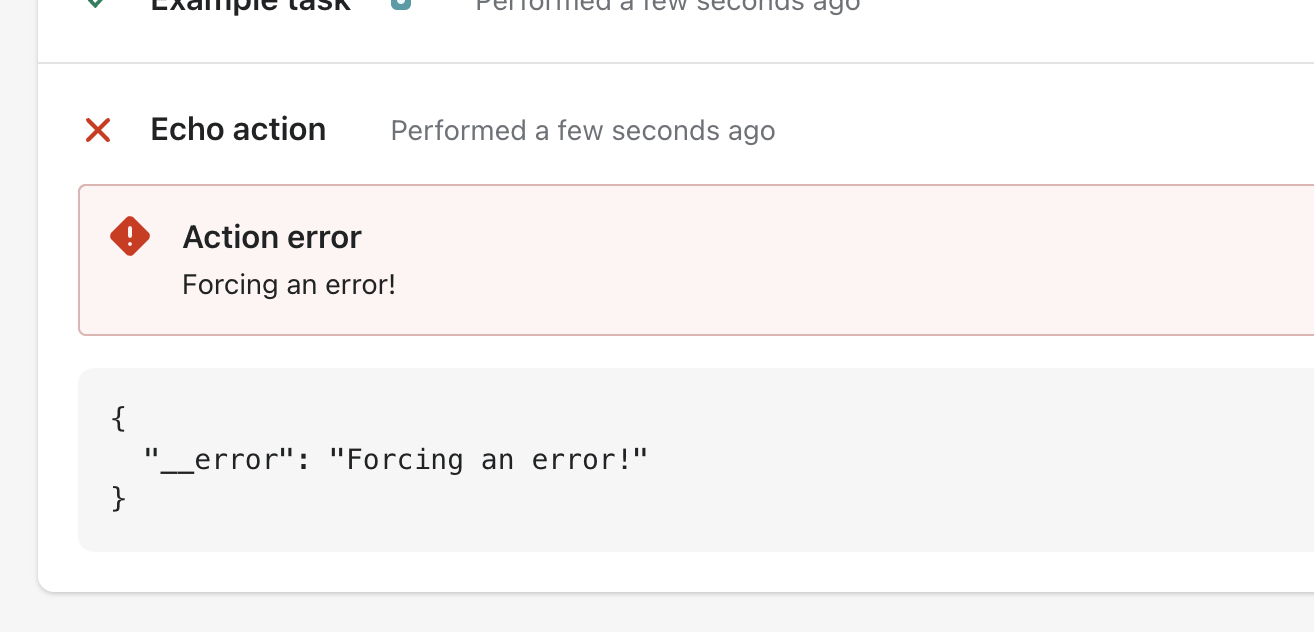 Example task Performed a few seconds ago
Echo action Performed a few seconds ago
Action error
Forcing an error!
{
"__error": "Forcing an error!"
}